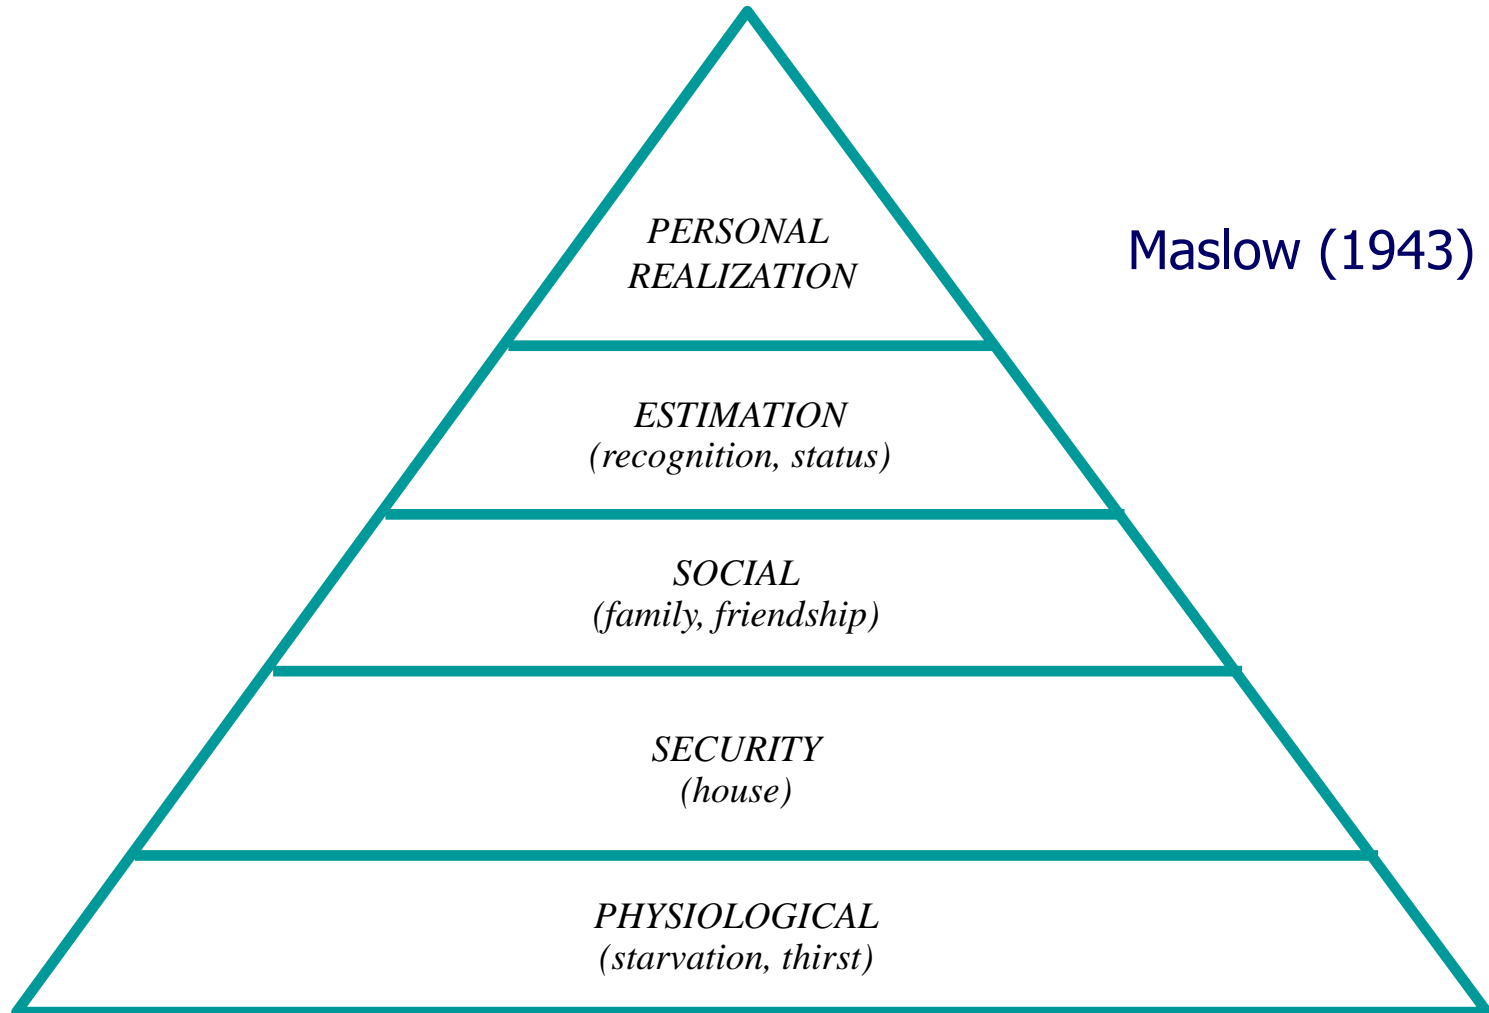 PERSONAL
REALIZATION
Maslow (1943)
ESTIMATION
(recognition, status)
SOCIAL
(family, friendship)
SECURITY
(house)
PHYSIOLOGICAL
(starvation, thirst)